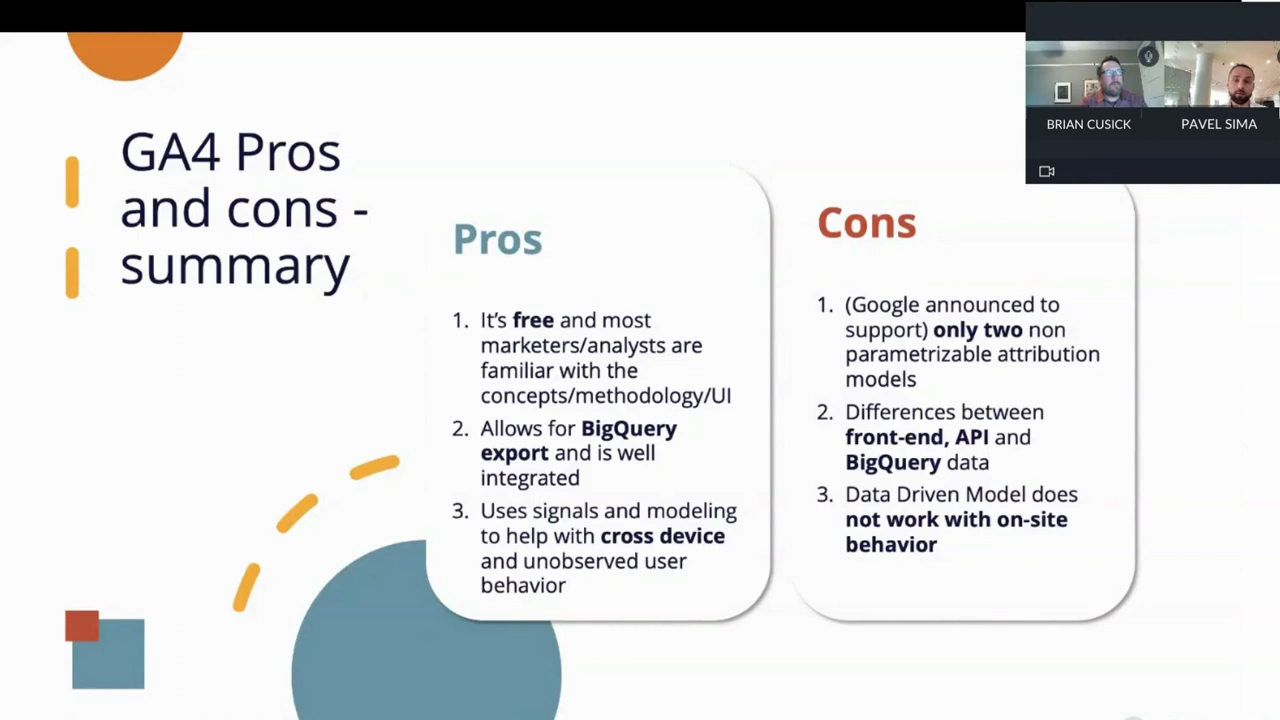 GA4 Pros
and cons -
summary
Pros
1. It’s free and most
marketers/analysts are
familiar with the
concepts/methodology/UI
2. Allows for BigQuery
export and is well
integrated
3. Uses signals and modeling
to help with cross device
and unobserved user
behavior
Cons
1. (Google announced to
support) only two non
parametrizable attribution
models
2. Differences between
front-end, API and
BigQuery data
3. Data Driven Model does
not work with on-site
behavior
BRIAN CUSICK
PAVEL SIMA